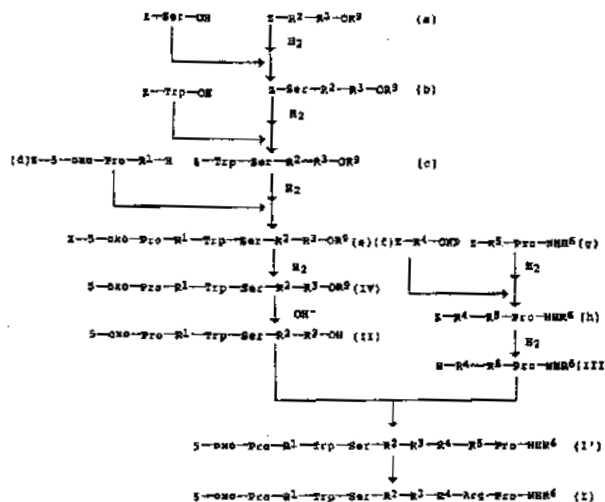 Z—Ser—OH Z—R²—R³—OR⁹ (a)
H₂
Z—Trp—OH Z—Ser—R²—R³—OR⁹ (b)
H₂
(d)Z—5—oxo—Pro—R¹—H Z—Trp—Ser—R²—R³—OR⁹ (c)
H₂
Z—5—oxo—Pro—R¹—Trp—Ser—R²—R³—OR⁹ (e)(f)Z—R⁴— Z—R⁵—Pro—NHR⁶(g)
H₂ H₂
5—oxo—Pro—R¹—Trp—Ser—R²—R³—OR⁹ (IV) Z—R⁴—R⁵—Pro—NHR⁶(h)
OH⁻ H₂
5—oxo—Pro—R¹—Trp—Ser—R²—R³—OH (II) H—R⁴—R⁵—Pro—NHR⁶(III
5—oxo—Pro—R¹—Trp—Ser—R²—R³—R⁴—R⁵—Pro—NHR⁶ (I')
5—oxo—Pro—R¹—Trp—Ser—R²—R³—R⁴—Arg—Pro—NHR⁶ (I)